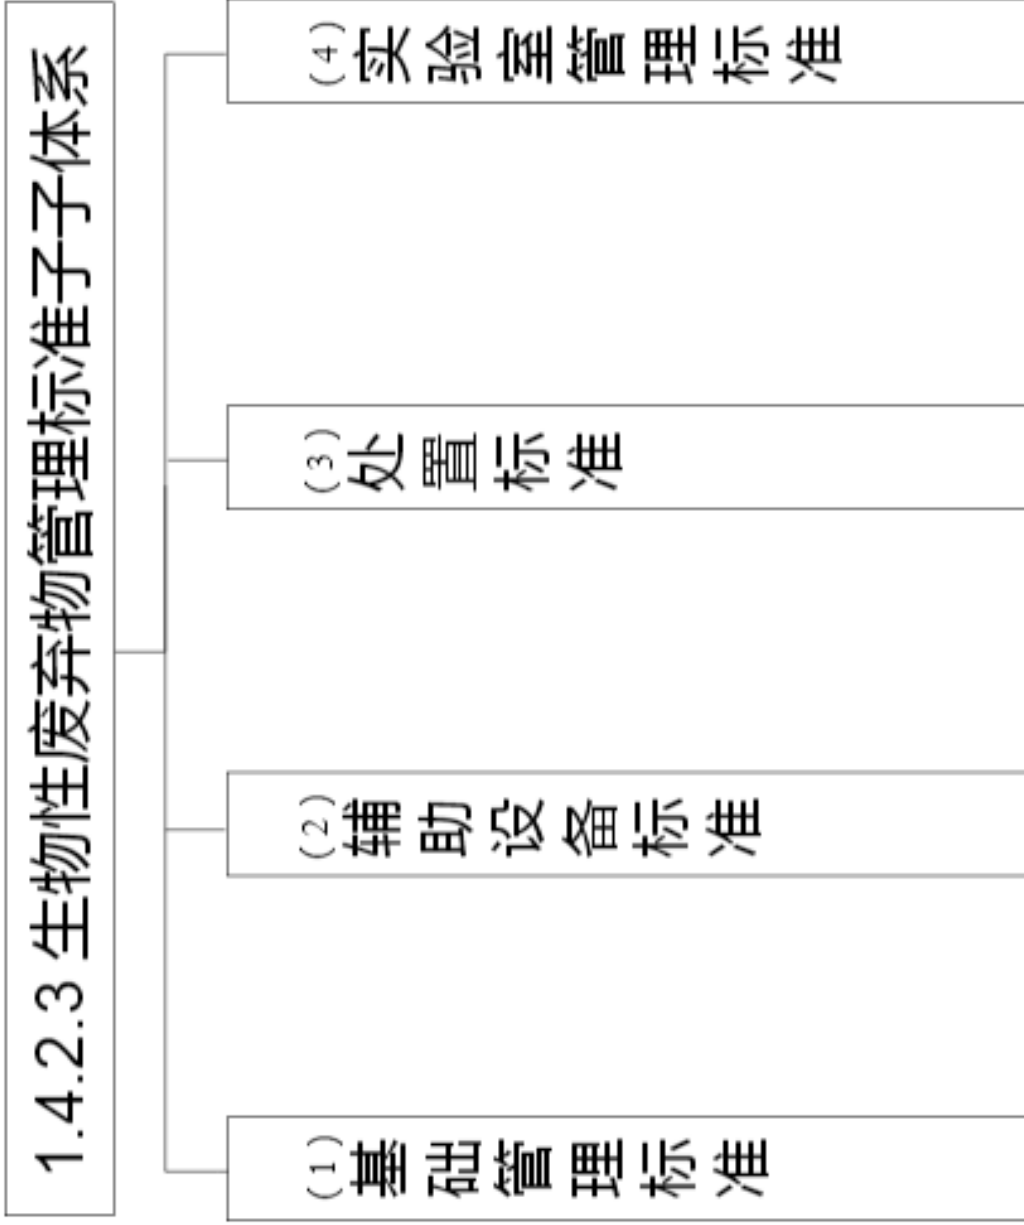 1.4.2.3 生物性废弃物管理标准子子体系
（1）基础管理标准
（2）辅助设备标准
（3）处置标准
（4）实验室管理标准